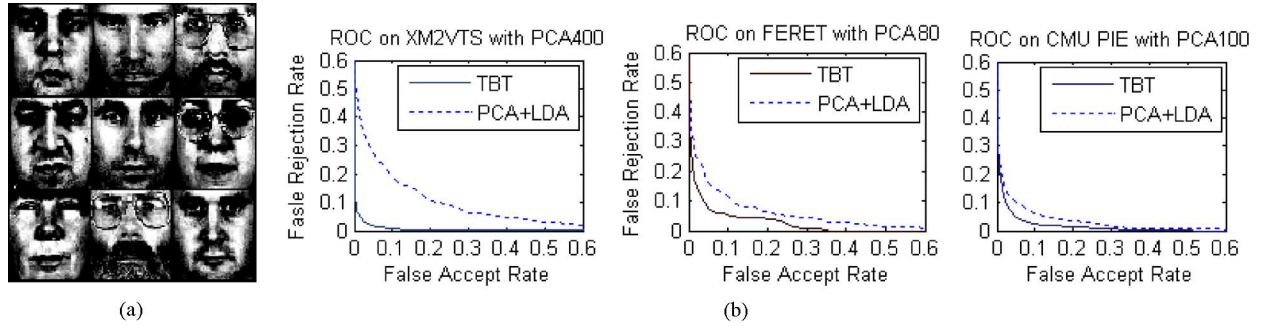 ROC on XM2VTS with PCA400
Fasle Rejection Rate
0.6
0.5
0.4
0.3
0.2
0.1
0
TBT
PCA+LDA
0 0.1 0.2 0.3 0.4 0.5 0.6
False Accept Rate
ROC on FERET with PCA80
False Rejection Rate
0.6
0.5
0.4
0.3
0.2
0.1
0
TBT
PCA+LDA
0 0.2 0.4 0.6 0.1 0.3 0.5 0.6
False Accept Rate
ROC on CMU PIE with PCA100
0.6
0.5
0.4
0.3
0.2
0.1
0
TBT
PCA+LDA
0 0.1 0.2 0.3 0.4 0.5 0.6
False Accept Rate
(a)
(b)